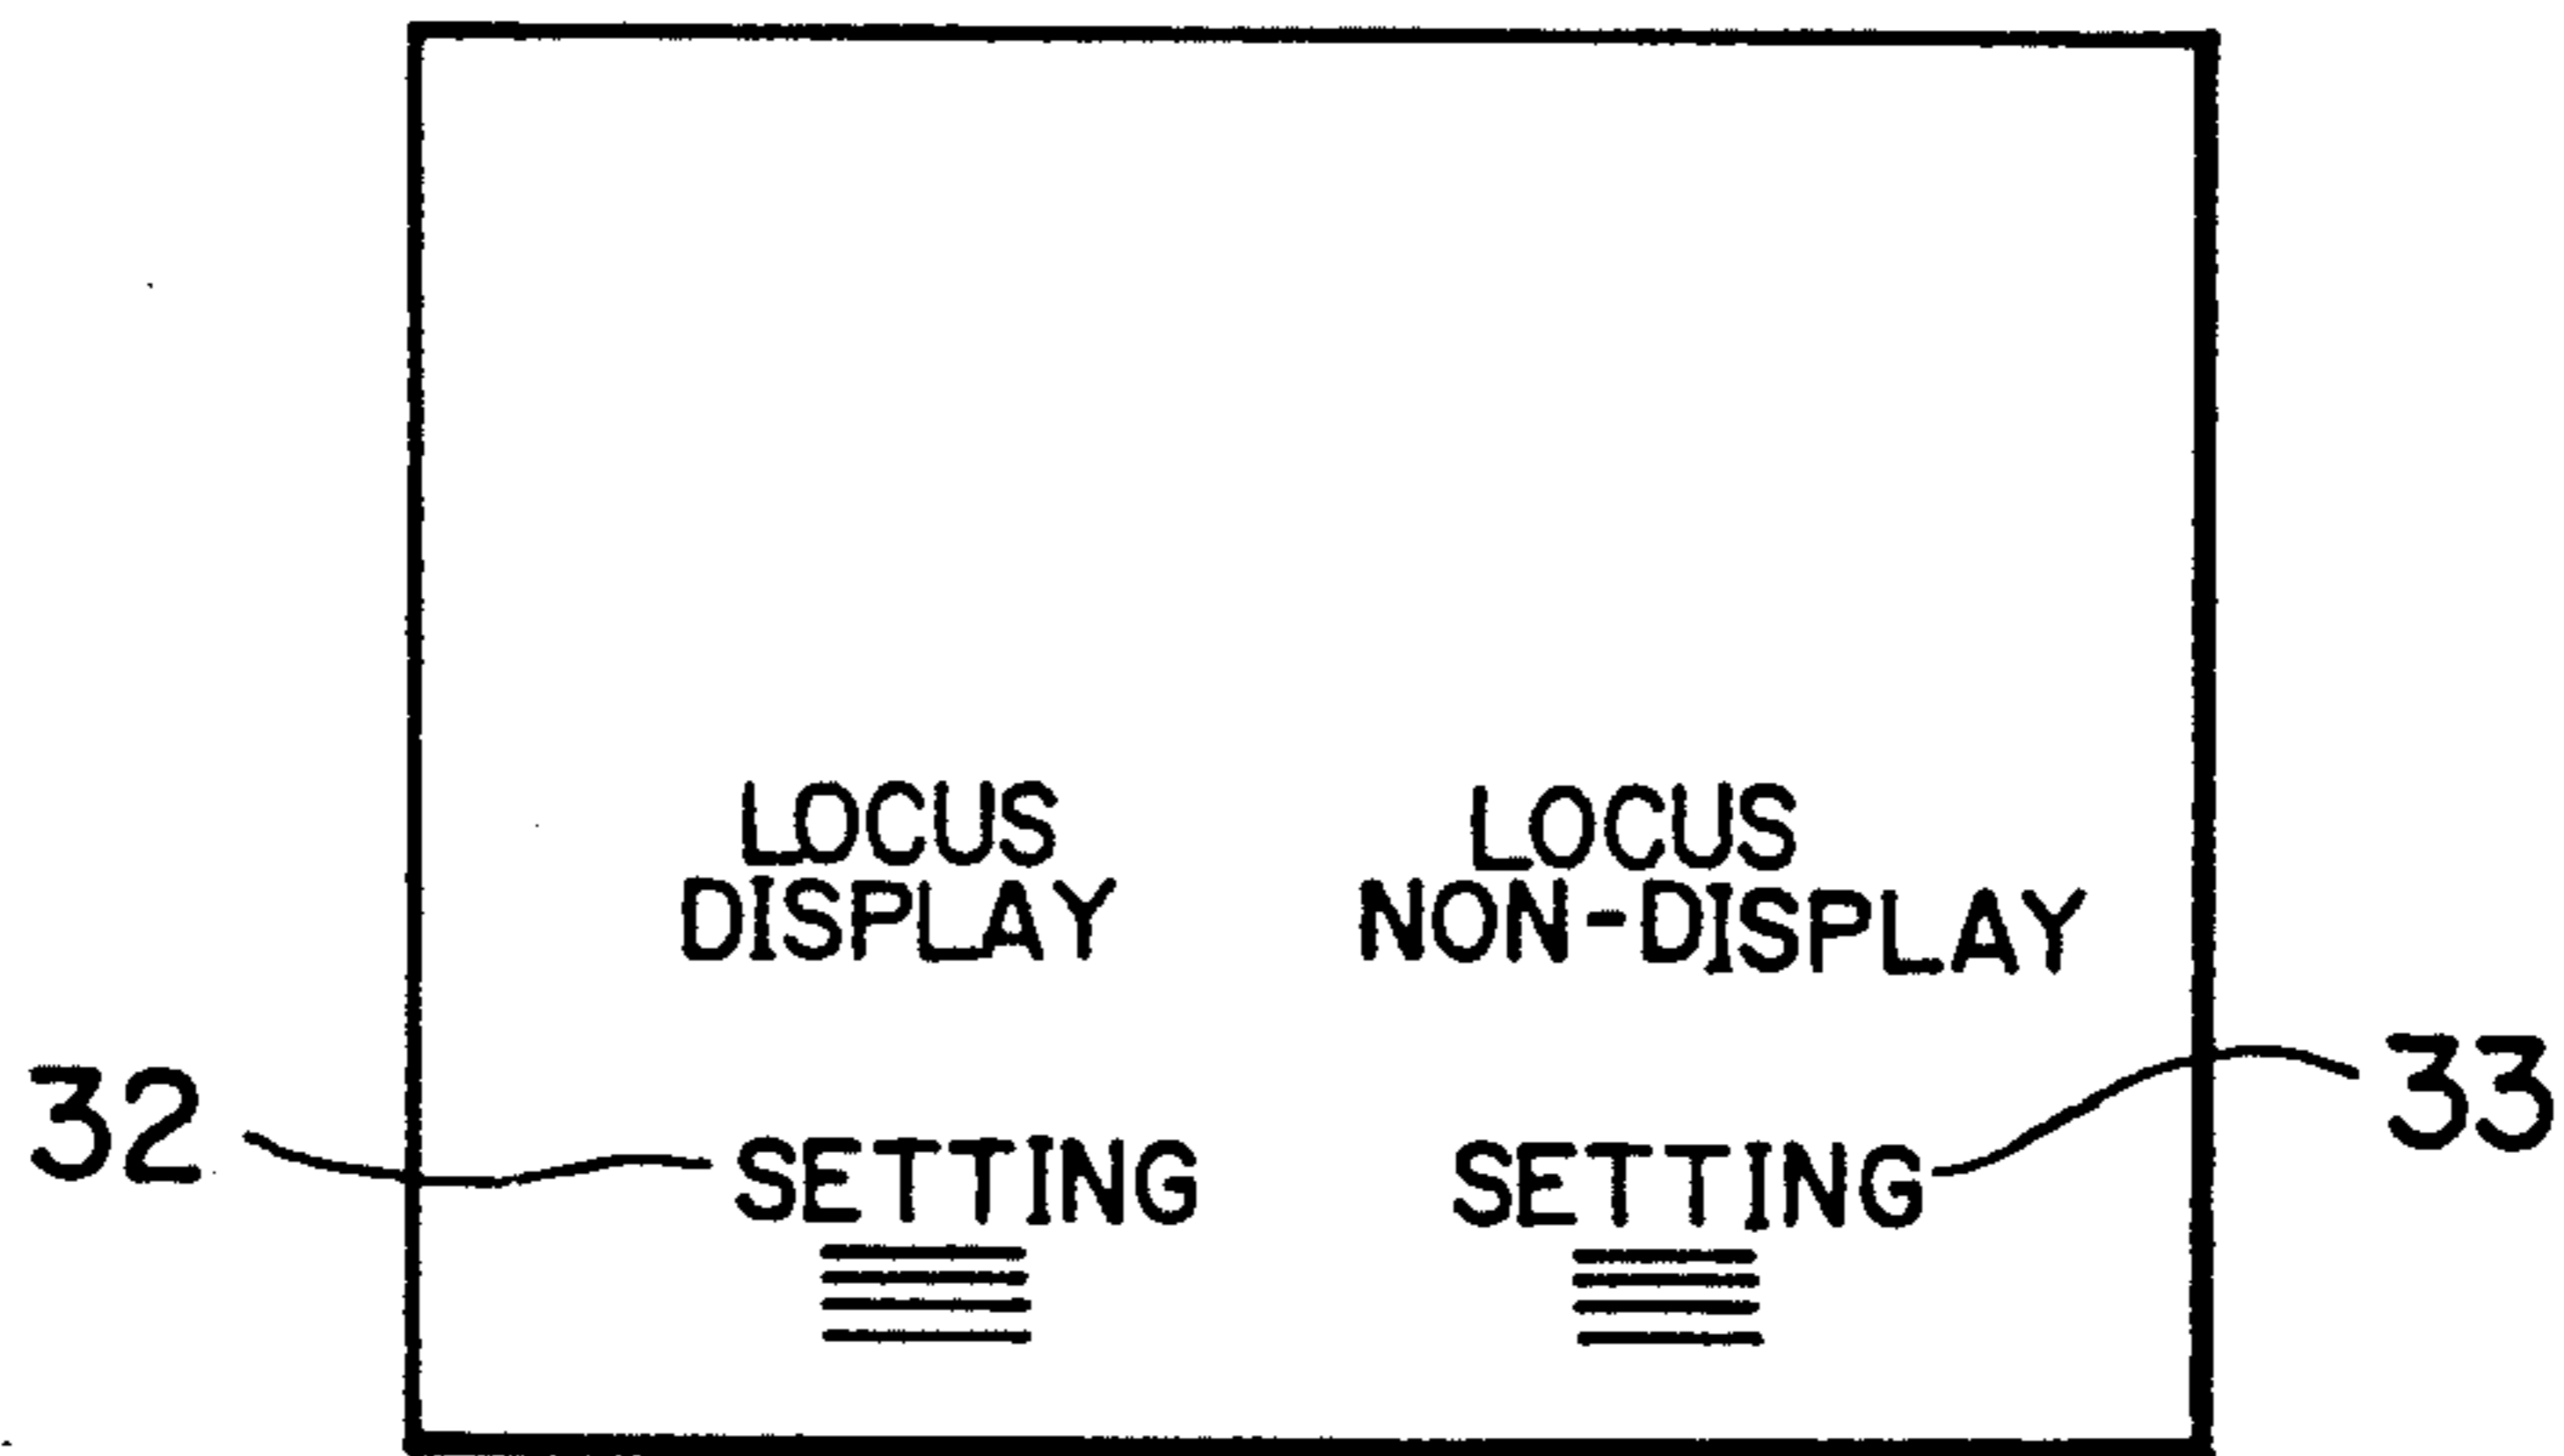 LOCUS
DISPLAY
LOCUS
NON-DISPLAY
32
SETTING
SETTING
33